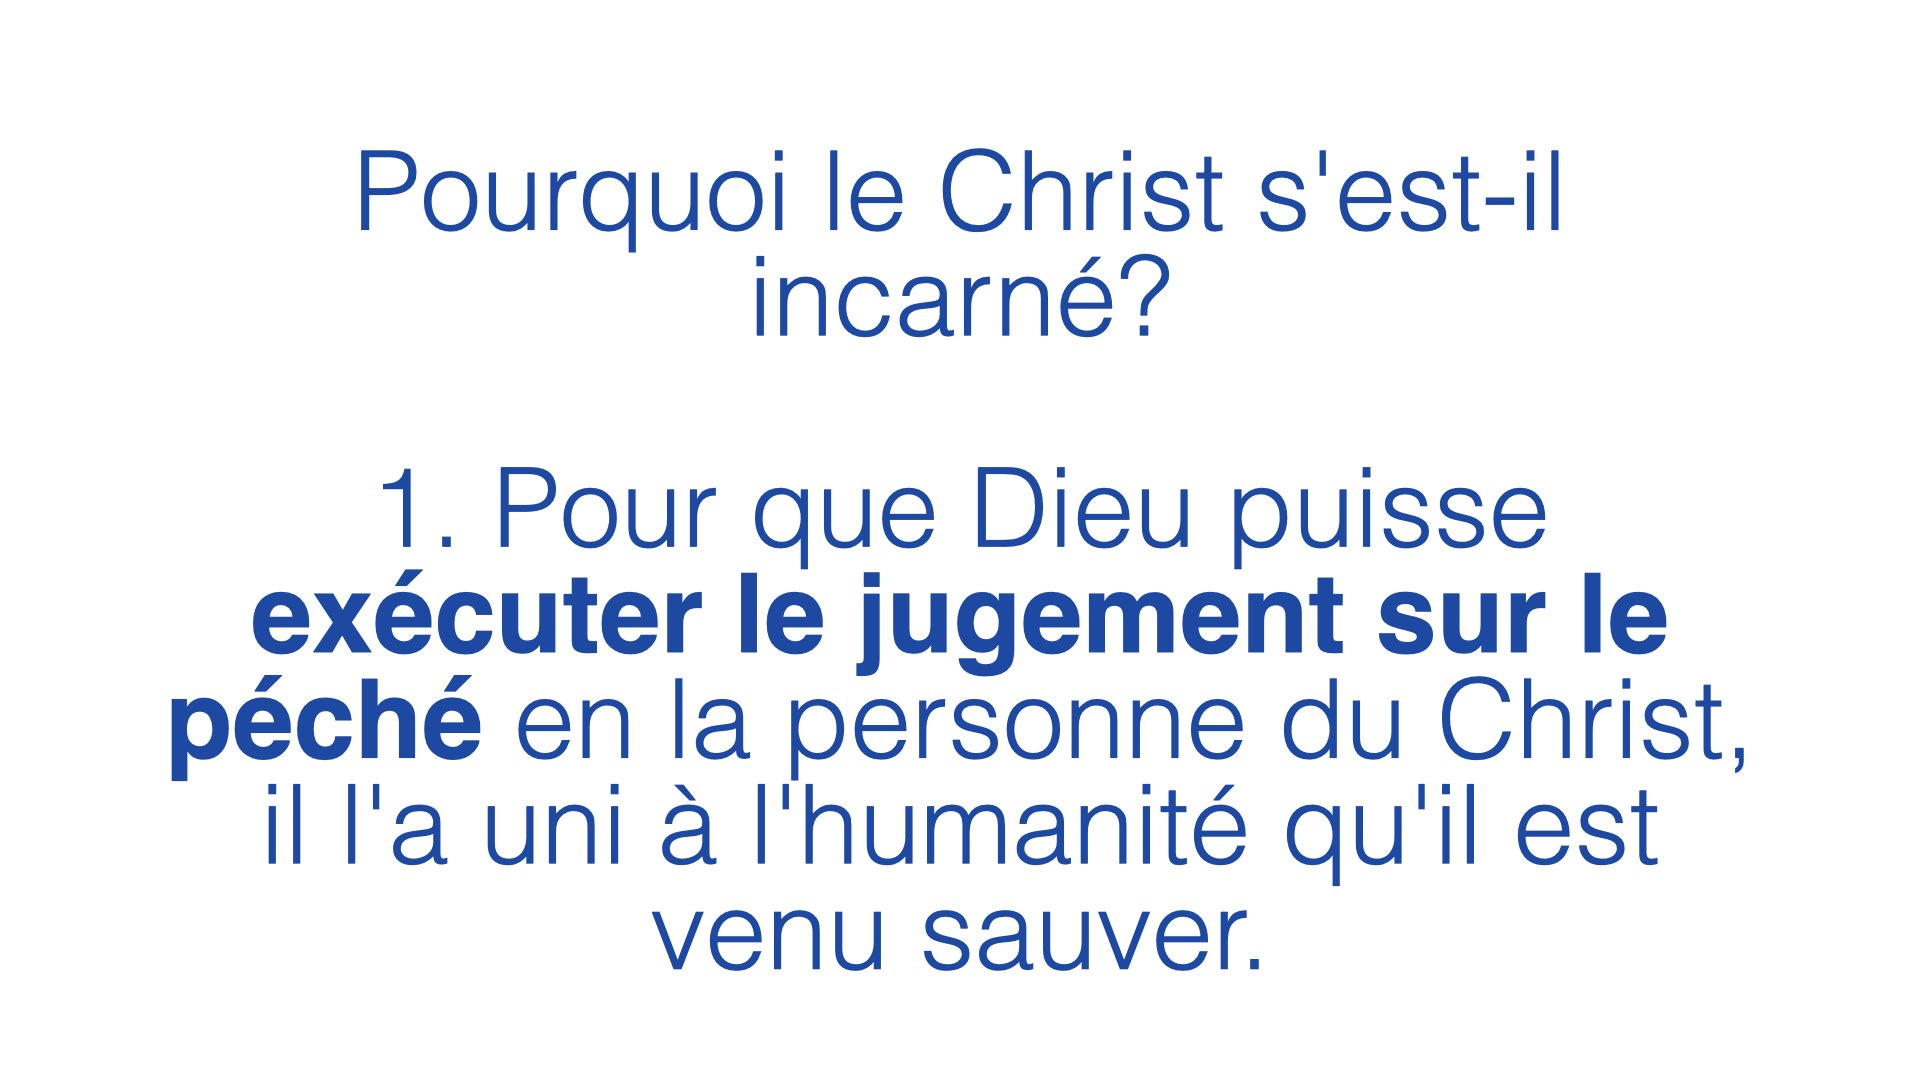 Pourquoi le Christ s'est-il
incarné?
1. Pour que Dieu puisse
exécuter le jugement sur le
péché en la personne du Christ,
il l'a uni à l'humanité qu'il est
venu sauver.